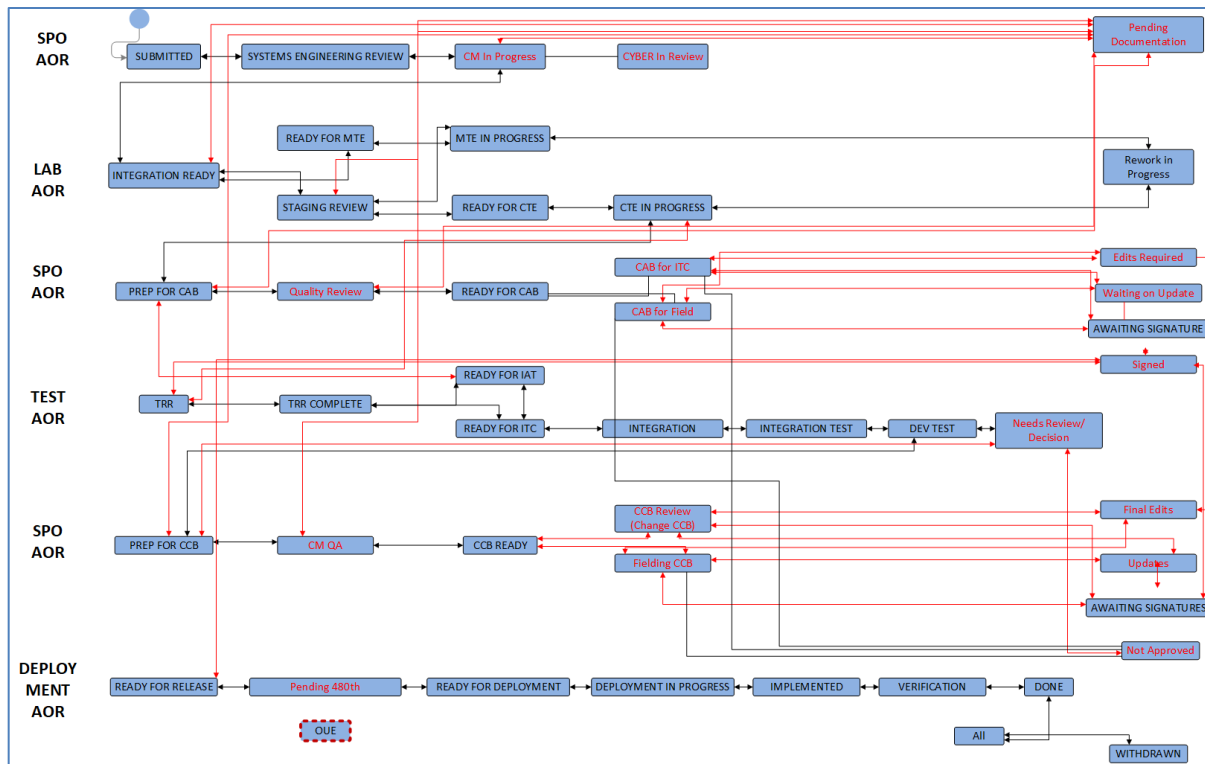 SPO
AOR
SUBMITTED
SYSTEMS ENGINEERING REVIEW
CM In Progress
CYBER In Review
Pending
Documentation
LAB
AOR
READY FOR MTE
MTE IN PROGRESS
INTEGRATION READY
Rework in
Progress
STAGING REVIEW
READY FOR CTE
CTE IN PROGRESS
SPO
AOR
CAB for ITC
Edits Required
PREP FOR CAB
Quality Review
READY FOR CAB
Waiting on Update
CAB for Field
AWAITING SIGNATURE
TEST
AOR
Signed
READY FOR IAT
TRR
TRR COMPLETE
READY FOR ITC
INTEGRATION
INTEGRATION TEST
DEV TEST
Needs Review/
Decision
SPO
AOR
CCB Review
(Change CCB)
Final Edits
PREP FOR CCB
CM QA
CCB READY
Fielding CCB
Updates
AWAITING SIGNATURES
Not Approved
DEPLOY
MENT
AOR
READY FOR RELEASE
Pending 480th
READY FOR DEPLOYMENT
DEPLOYMENT IN PROGRESS
IMPLEMENTED
VERIFICATION
DONE
OUE
All
WITHDRAWN